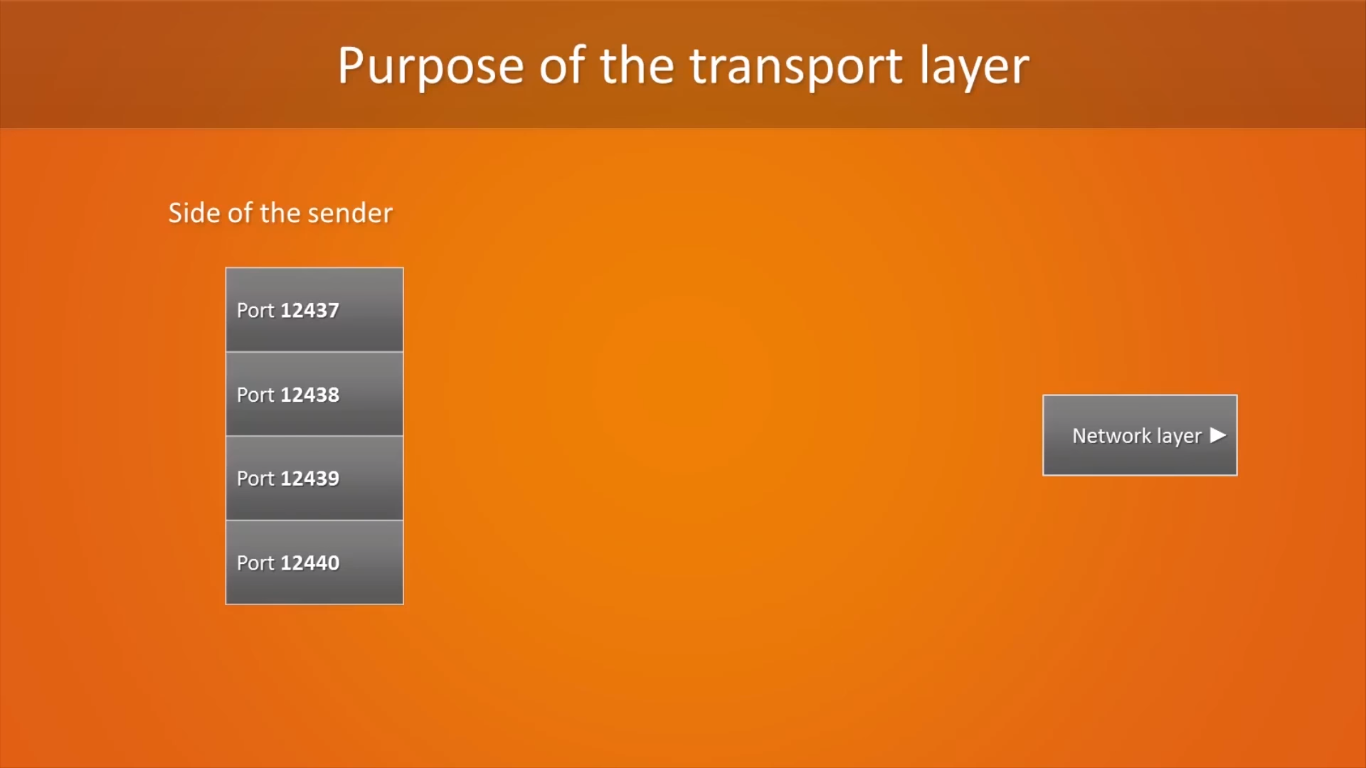 Purpose of the transport layer
Side of the sender
Port 12437
Port 12438
Port 12439
Port 12440
Network layer ►